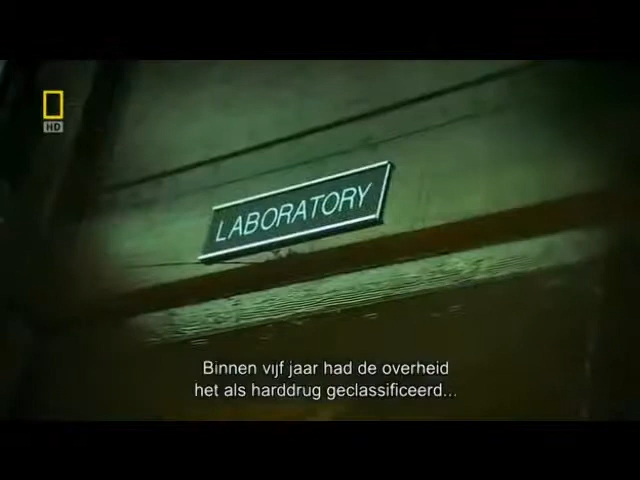 HD
LABORATORY
Binnen vijf jaar had de overheid
het als harddrug geclassificeerd...